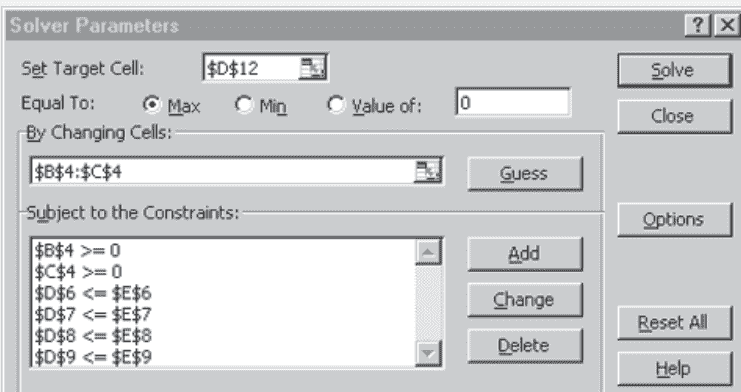 Solver Parameters
Set Target Cell: $D$12 Solve
Equal To: Max Min Value of: 0
Close
By Changing Cells:
$B$4:$C$4 Guess
Subject to the Constraints: Options
$B$4 >= 0 Add
$C$4 >= 0
$D$6 <= $E$6
$D$7 <= $E$7 Change
$D$8 <= $E$8 Reset All
$D$9 <= $E$9 Delete
Help